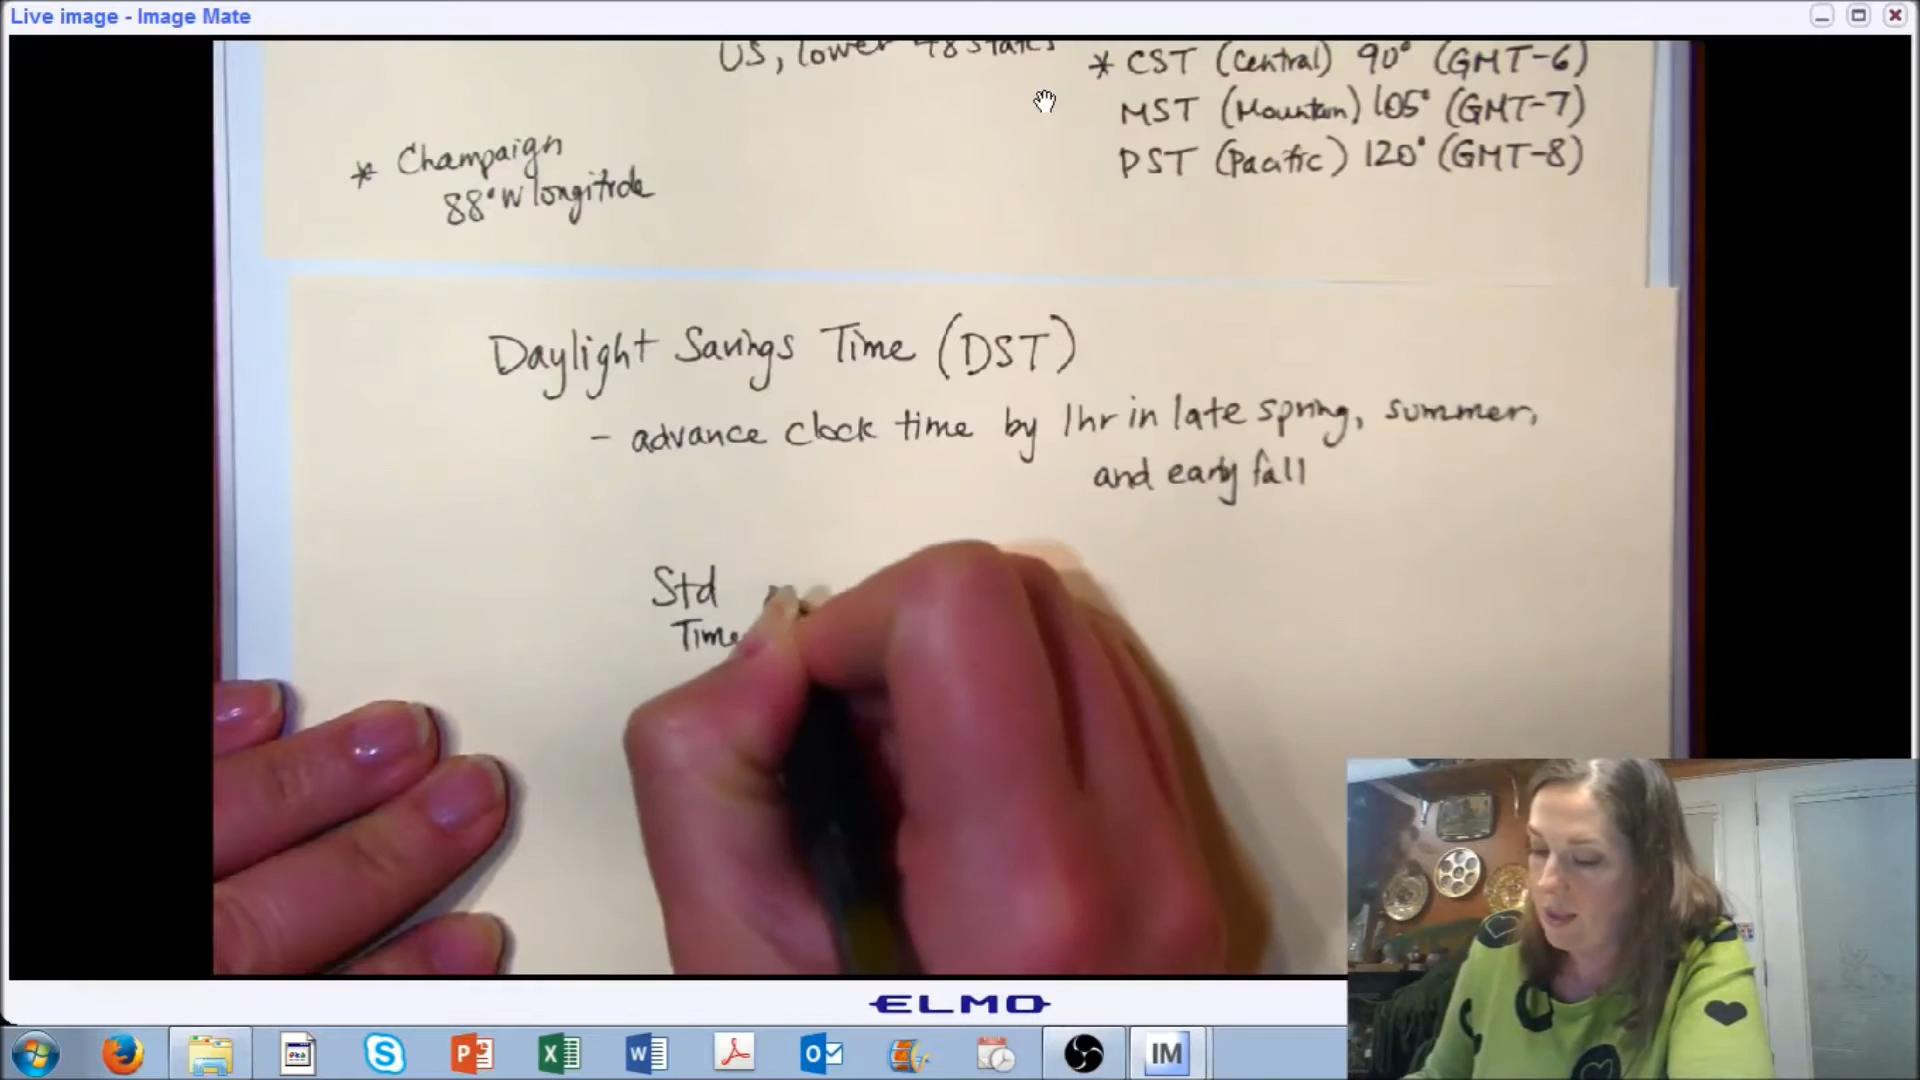 Live image - Image Mate
US, lower 48 states
* CST (Central) 90° (GMT-6)
MST (Mountain) 105° (GMT-7)
PST (Pacific) 120° (GMT-8)
* Champaign
88°W longitude
Daylight Savings Time (DST)
- advance clock time by 1hr in late spring, summer,
and early fall
Std
Time
ELMO
IM